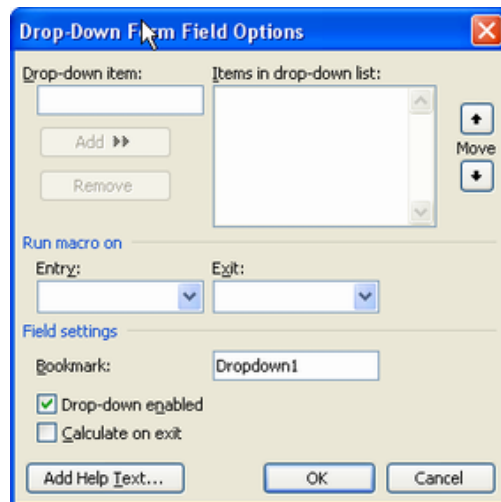 Drop-Down Form Field Options
Drop-down item: Items in drop-down list:
Add
Remove
Move
Run macro on
Entry: Exit:
Field settings
Bookmark: Dropdown1
Drop-down enabled
Calculate on exit
Add Help Text... OK Cancel